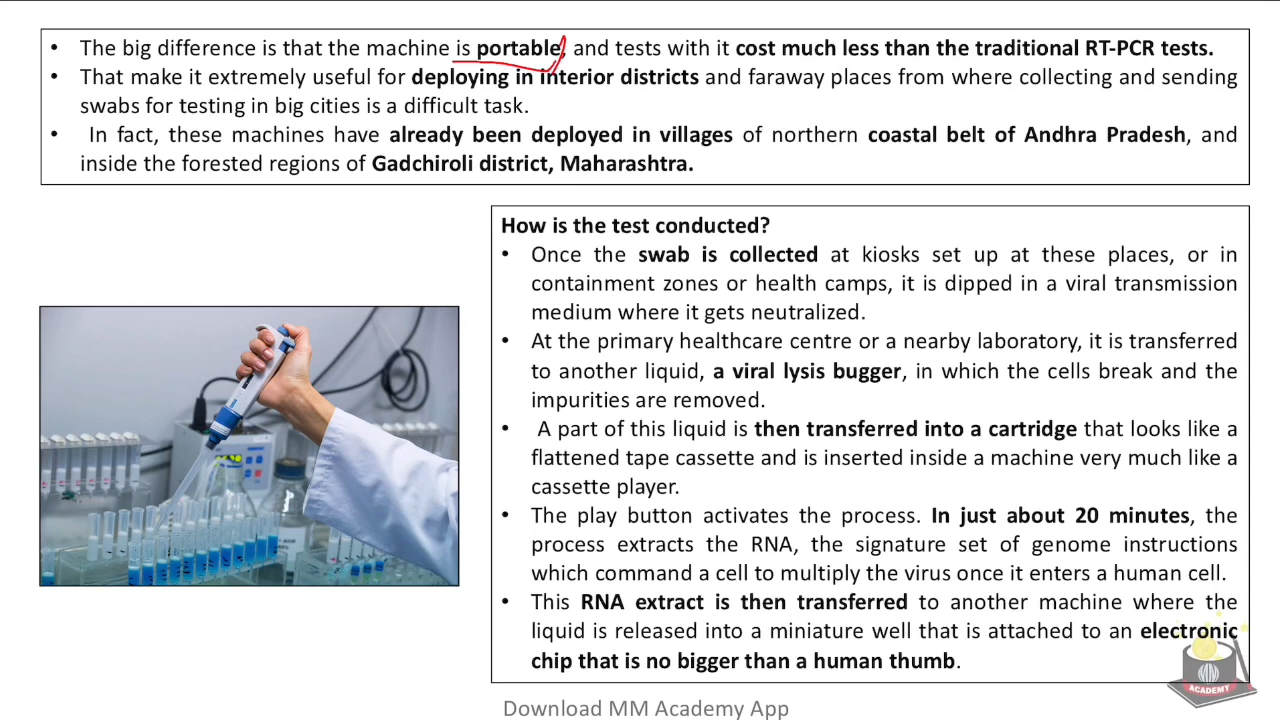 • The big difference is that the machine is portable, and tests with it cost much less than the traditional RT-PCR tests.
• That make it extremely useful for deploying in interior districts and faraway places from where collecting and sending
swabs for testing in big cities is a difficult task.
• In fact, these machines have already been deployed in villages of northern coastal belt of Andhra Pradesh, and
inside the forested regions of Gadchiroli district, Maharashtra.
How is the test conducted?
• Once the swab is collected at kiosks set up at these places, or in
containment zones or health camps, it is dipped in a viral transmission
medium where it gets neutralized.
• At the primary healthcare centre or a nearby laboratory, it is transferred
to another liquid, a viral lysis bugger, in which the cells break and the
impurities are removed.
• A part of this liquid is then transferred into a cartridge that looks like a
flattened tape cassette and is inserted inside a machine very much like a
cassette player.
• The play button activates the process. In just about 20 minutes, the
process extracts the RNA, the signature set of genome instructions
which command a cell to multiply the virus once it enters a human cell.
• This RNA extract is then transferred to another machine where the
liquid is released into a miniature well that is attached to an electronic
chip that is no bigger than a human thumb.
ACADEMY
Download MM Academy App